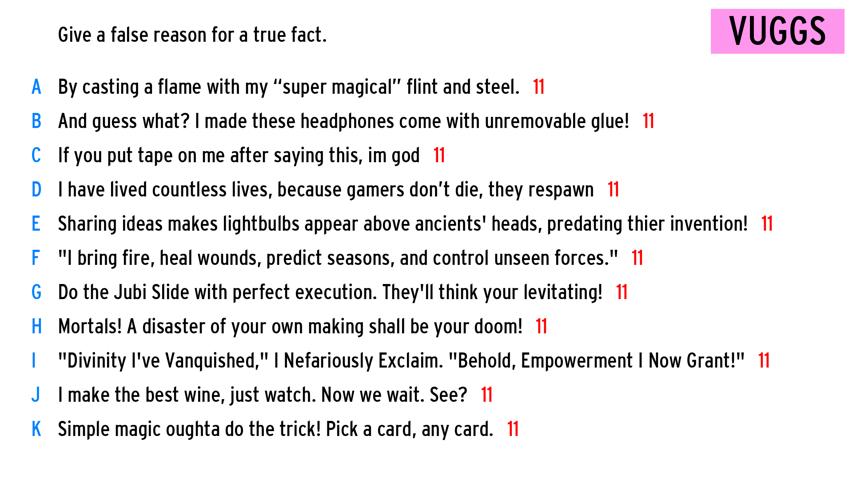 Give a false reason for a true fact.
VUGGS
A By casting a flame with my “super magical” flint and steel. 11
B And guess what? I made these headphones come with unremovable glue! 11
C If you put tape on me after saying this, im god 11
D I have lived countless lives, because gamers don’t die, they respawn 11
E Sharing ideas makes lightbulbs appear above ancients' heads, predating thier invention! 11
F "I bring fire, heal wounds, predict seasons, and control unseen forces." 11
G Do the Jubi Slide with perfect execution. They'll think your levitating! 11
H Mortals! A disaster of your own making shall be your doom! 11
I "Divinity I've Vanquished," I Nefariously Exclaim. "Behold, Empowerment I Now Grant!" 11
J I make the best wine, just watch. Now we wait. See? 11
K Simple magic oughta do the trick! Pick a card, any card. 11